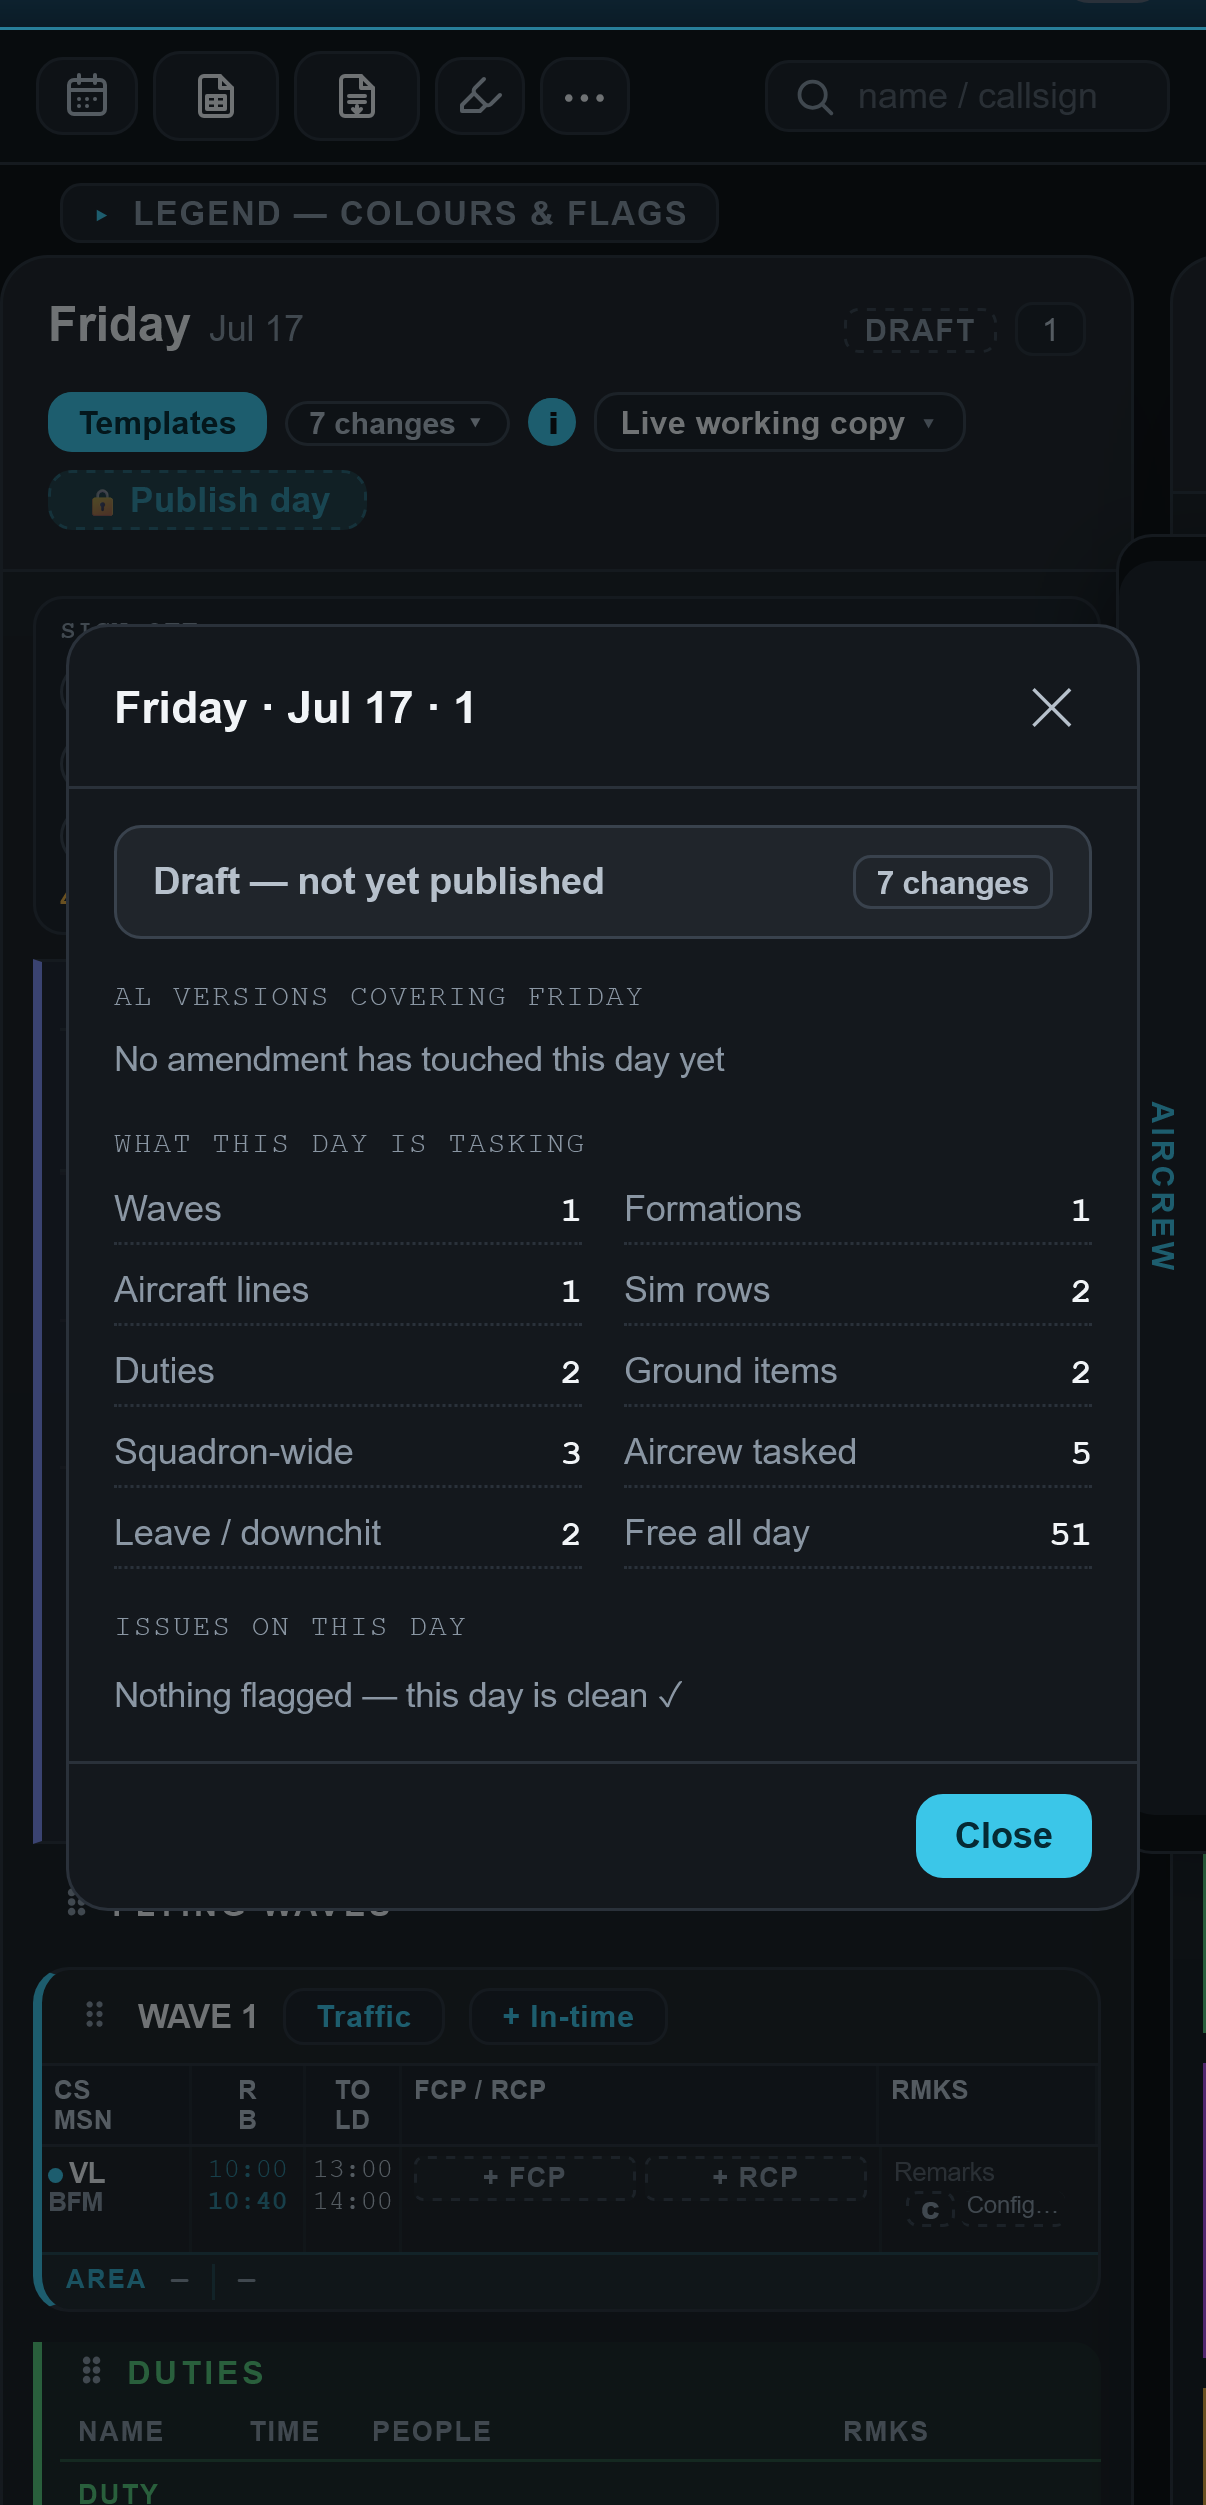 name / callsign
LEGEND — COLOURS & FLAGS
Friday Jul 17 DRAFT 1
Templates 7 changes i Live working copy
Publish day
Friday · Jul 17 · 1
Draft — not yet published 7 changes
AL VERSIONS COVERING FRIDAY
No amendment has touched this day yet
WHAT THIS DAY IS TASKING
Waves 1 Formations 1
Aircraft lines 1 Sim rows 2
Duties 2 Ground items 2
Squadron-wide 3 Aircrew tasked 5
Leave / downchit 2 Free all day 51
ISSUES ON THIS DAY
Nothing flagged — this day is clean ✓
Close
AIRCREW
FLYING WAVES
WAVE 1 Traffic + In-time
CS R TO FCP / RCP RMKS
MSN B LD
VL 10:00 13:00 + FCP + RCP Remarks
BFM 10:40 14:00 C Config...
AREA — —
DUTIES
NAME TIME PEOPLE RMKS
DUTY